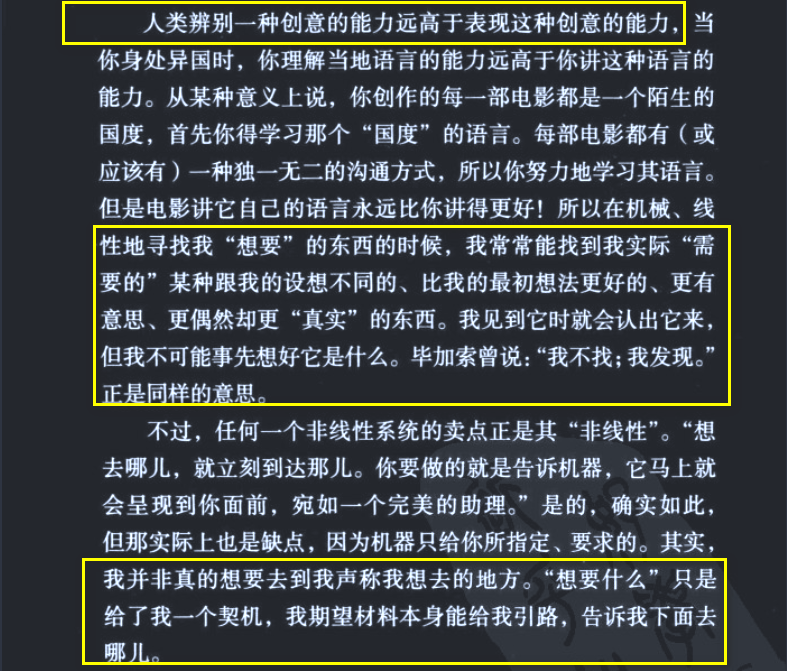 人类辨别一种创意的能力远高于表现这种创意的能力，当
你身处异国时，你理解当地语言的能力远高于你讲这种语言的
能力。从某种意义上说，你创作的每一部电影都是一个陌生的
国度，首先你得学习那个“国度”的语言。每部电影都有（或
应该有）一种独一无二的沟通方式，所以你努力地学习其语言。
但是电影讲它自己的语言永远比你讲得更好！所以在机械、线
性地寻找我“想要”的东西的时候，我常常能找到我实际“需
要的”某种跟我的设想不同的、比我的最初想法更好的、更有
意思、更偶然却更“真实”的东西。我见到它时就会认出它来，
但我不可能事先想好它是什么。毕加索曾说：“我不找；我发现。”
正是同样的意思。
不过，任何一个非线性系统的卖点正是其“非线性”。“想
去哪儿，就立刻到达那儿。你要做的就是告诉机器，它马上就
会呈现到你面前，宛如一个完美的助理。”是的，确实如此，
但那实际上也是缺点，因为机器只给你所指定、要求的。其实，
我并非真的想要去到我声称我想去的地方。“想要什么”只是
给了我一个契机，我期望材料本身能给我引路，告诉我下面去
哪儿。